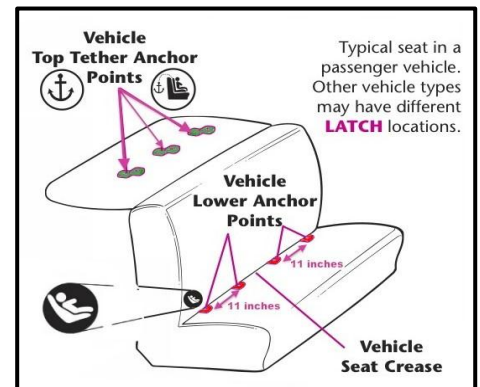 Vehicle
Top Tether Anchor
Points
Typical seat in a
passenger vehicle.
Other vehicle types
may have different
LATCH locations.
Vehicle
Lower Anchor
Points
11 inches
11 inches
Vehicle
Seat Crease